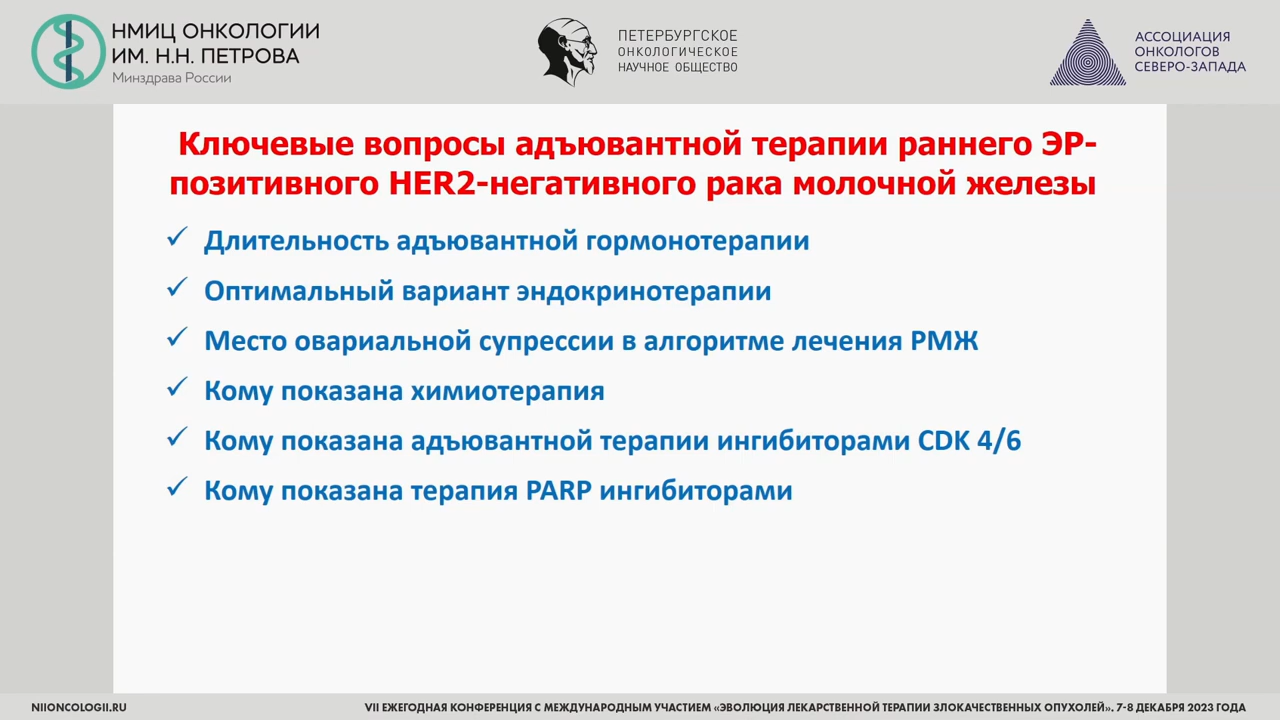 НМИЦ ОНКОЛОГИИ
ИМ. Н.Н. ПЕТРОВА
Минздрава России
ПЕТЕРБУРГСКОЕ
ОНКОЛОГИЧЕСКОЕ
НАУЧНОЕ ОБЩЕСТВО
АССОЦИАЦИЯ
ОНКОЛОГОВ
СЕВЕРО-ЗАПАДА
Ключевые вопросы адъювантной терапии раннего ЭР-
позитивного HER2-негативного рака молочной железы
✓ Длительность адъювантной гормонотерапии
✓ Оптимальный вариант эндокринотерапии
✓ Место овариальной супрессии в алгоритме лечения РМЖ
✓ Кому показана химиотерапия
✓ Кому показана адъювантной терапии ингибиторами CDK 4/6
✓ Кому показана терапия PARP ингибиторами
NIIONCOLOGII.RU
VII ЕЖЕГОДНАЯ КОНФЕРЕНЦИЯ С МЕЖДУНАРОДНЫМ УЧАСТИЕМ «ЭВОЛЮЦИЯ ЛЕКАРСТВЕННОЙ ТЕРАПИИ ЗЛОКАЧЕСТВЕННЫХ ОПУХОЛЕЙ». 7-8 ДЕКАБРЯ 2023 ГОДА